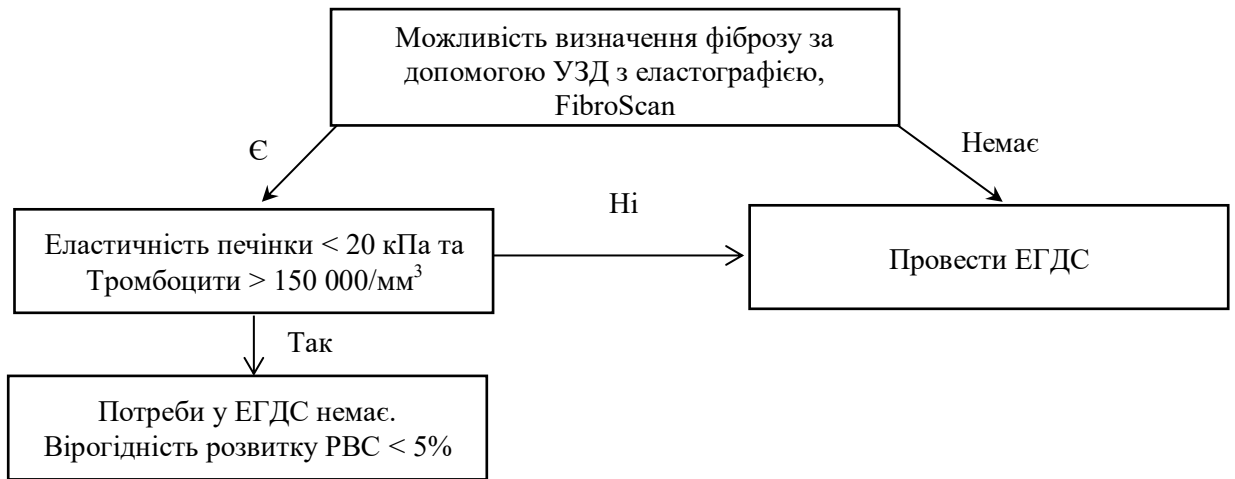 Можливість визначення фіброзу за
допомогою УЗД з еластографією,
FibroScan
Є
Немає
Ні
Еластичність печінки < 20 кПа та
Тромбоцити > 150 000/мм³
Провести ЕГДС
Так
Потреби у ЕГДС немає.
Вірогідність розвитку РВС < 5%